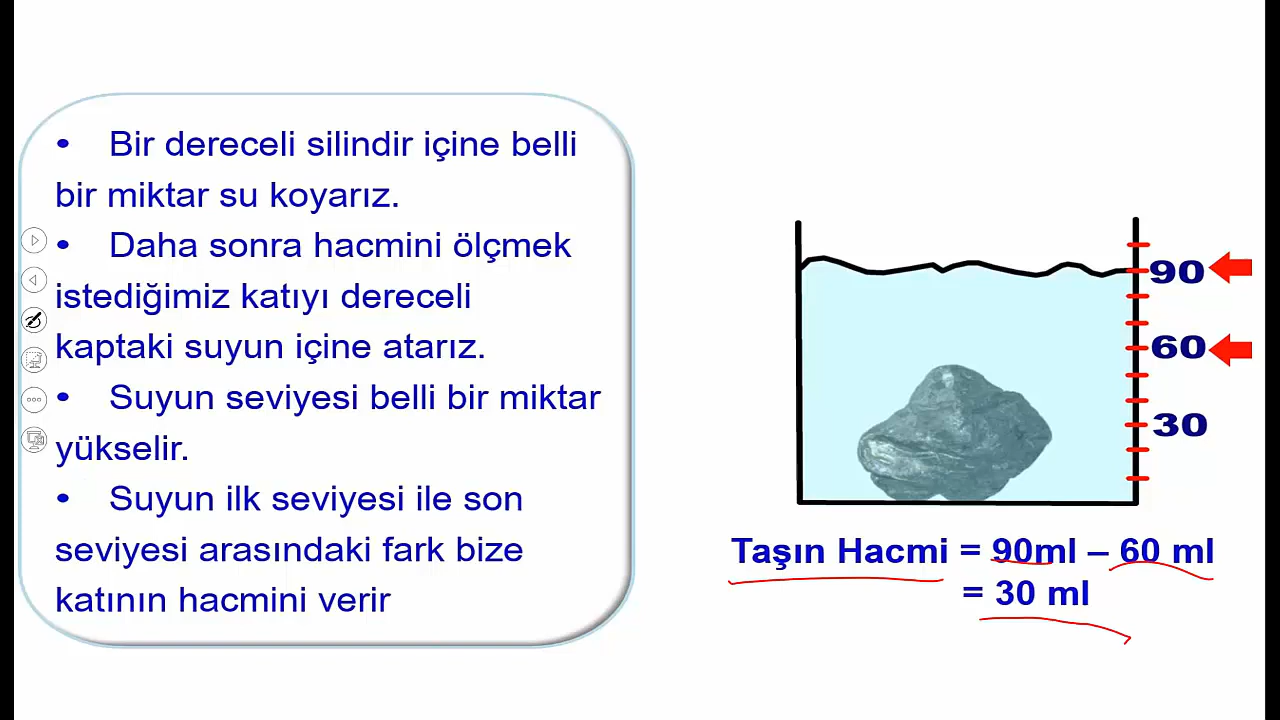 • Bir dereceli silindir içine belli
bir miktar su koyarız.
• Daha sonra hacmini ölçmek
istediğimiz katıyı dereceli
kaptaki suyun içine atarız.
• Suyun seviyesi belli bir miktar
yükselir.
• Suyun ilk seviyesi ile son
seviyesi arasındaki fark bize
katının hacmini verir
90
60
30
Taşın Hacmi = 90ml – 60 ml
= 30 ml